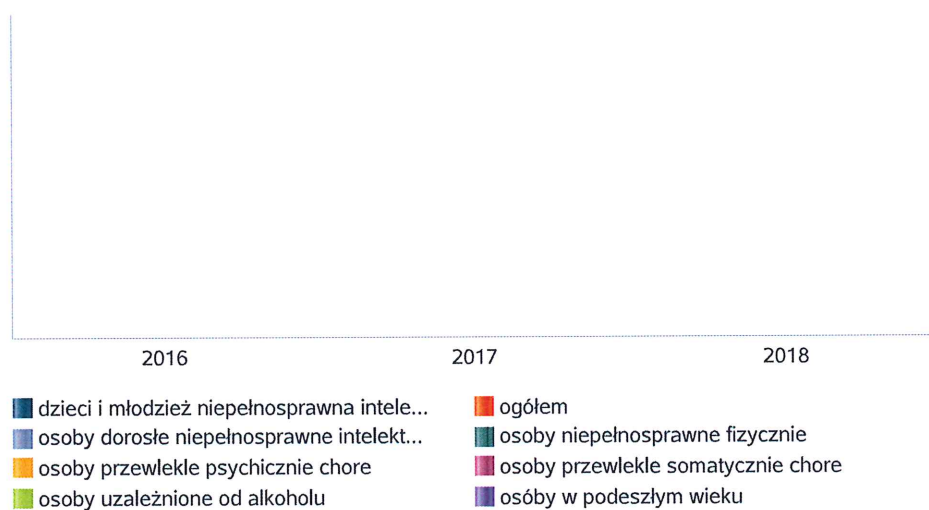 2016 2017 2018
dzieci i młodzież niepełnosprawna intele... ogółem
osoby dorosłe niepełnosprawne intelekt... osoby niepełnosprawne fizycznie
osoby przewlekle psychicznie chore osoby przewlekle somatycznie chore
osoby uzależnione od alkoholu osóby w podeszłym wieku